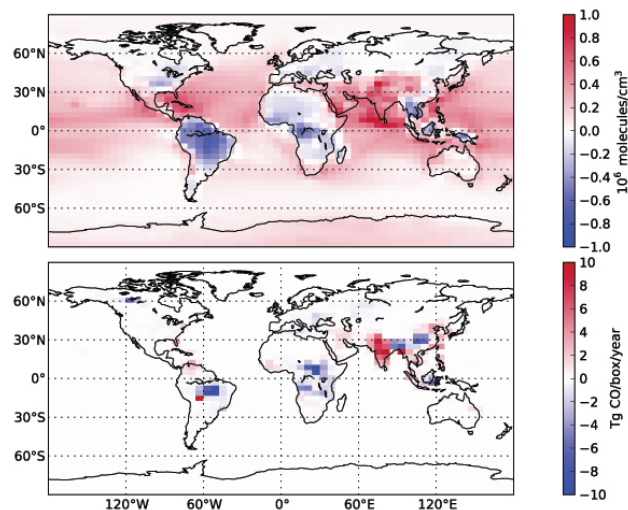 60°N
30°N
0°
30°S
60°S
1.0
0.8
0.6
0.4
0.2
0.0
−0.2
−0.4
−0.6
−0.8
−1.0
10⁶ molecules/cm³
60°N
30°N
0°
30°S
60°S
120°W 60°W 0° 60°E 120°E
10
8
6
4
2
0
−2
−4
−6
−8
−10
Tg CO/box/year